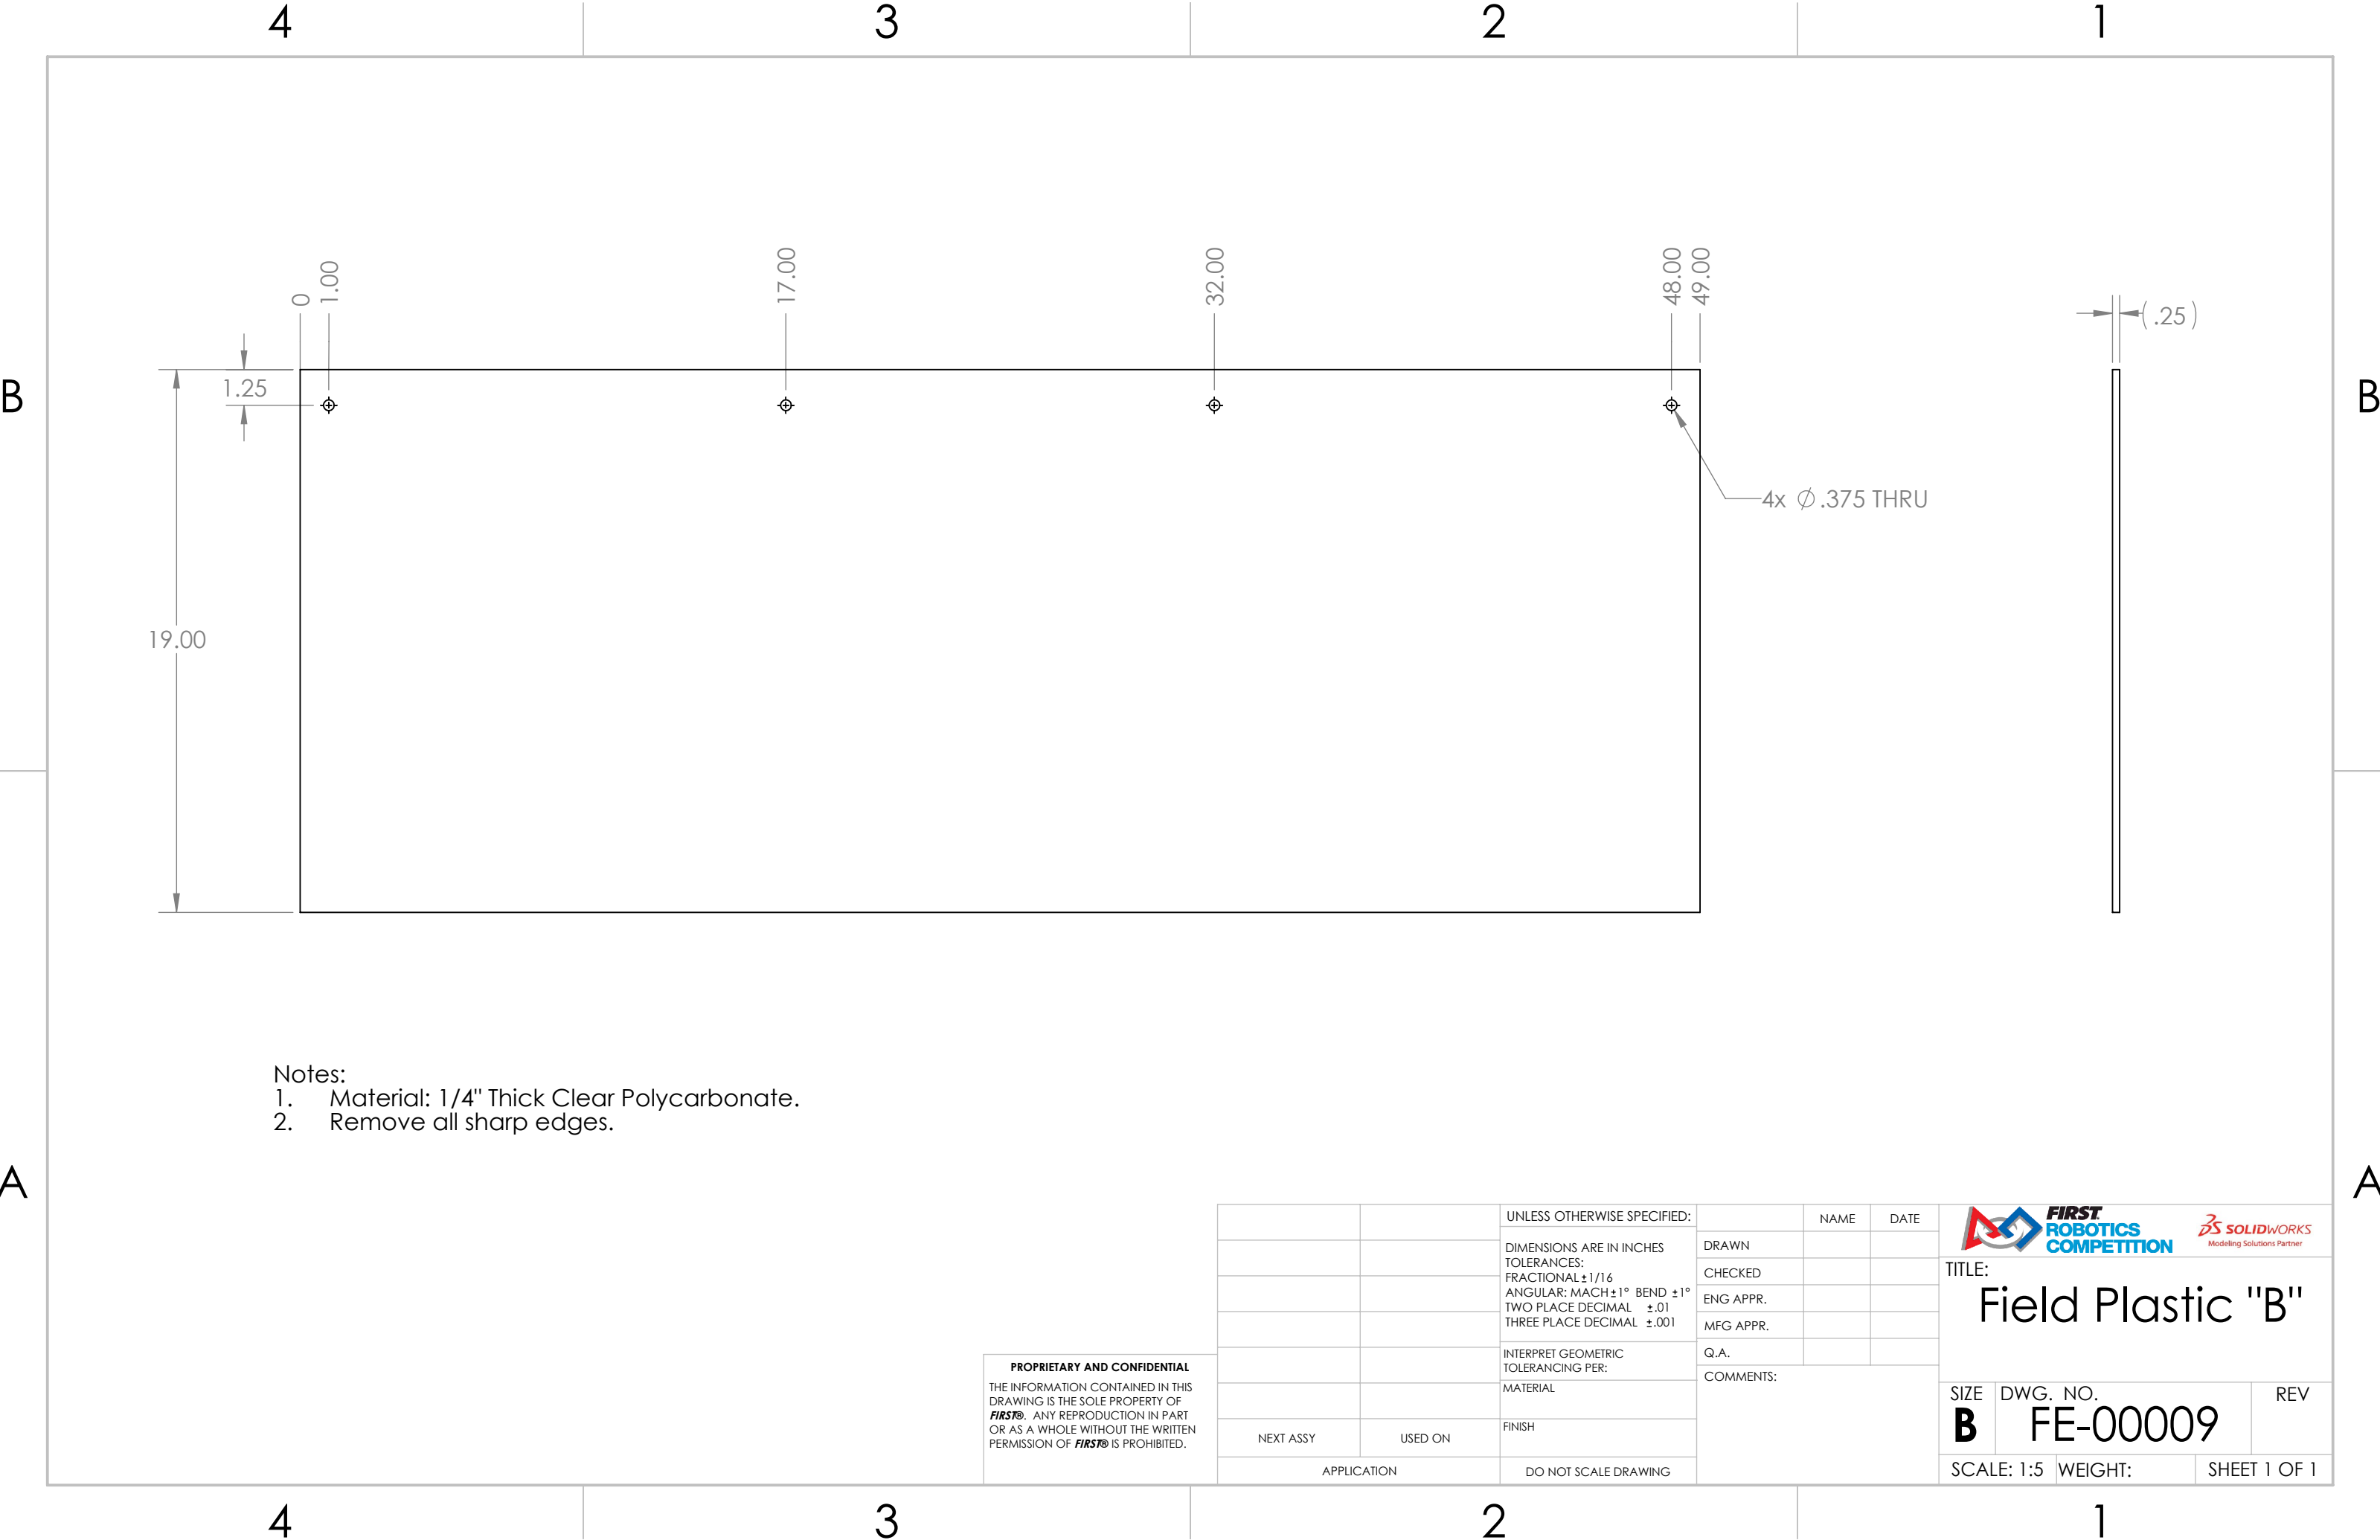 4 3 2 1
0
1.00
17.00
32.00
48.00
49.00
( .25 )
1.25
B B
4x ∅ .375 THRU
19.00
Notes:
1. Material: 1/4" Thick Clear Polycarbonate.
2. Remove all sharp edges.
A A
PROPRIETARY AND CONFIDENTIAL
THE INFORMATION CONTAINED IN THIS
DRAWING IS THE SOLE PROPERTY OF
FIRST®. ANY REPRODUCTION IN PART
OR AS A WHOLE WITHOUT THE WRITTEN
PERMISSION OF FIRST® IS PROHIBITED.
NEXT ASSY
USED ON
APPLICATION
UNLESS OTHERWISE SPECIFIED:
DIMENSIONS ARE IN INCHES
TOLERANCES:
FRACTIONAL ±1/16
ANGULAR: MACH ±1° BEND ±1°
TWO PLACE DECIMAL ±.01
THREE PLACE DECIMAL ±.001
INTERPRET GEOMETRIC
TOLERANCING PER:
MATERIAL
FINISH
DO NOT SCALE DRAWING
NAME DATE
DRAWN
CHECKED
ENG APPR.
MFG APPR.
Q.A.
COMMENTS:
FIRST.
ROBOTICS
COMPETITION
SOLIDWORKS
Modeling Solutions Partner
TITLE:
Field Plastic "B"
SIZE
B
DWG. NO.
FE-00009
REV
SCALE: 1:5
WEIGHT:
SHEET 1 OF 1
4 3 2 1